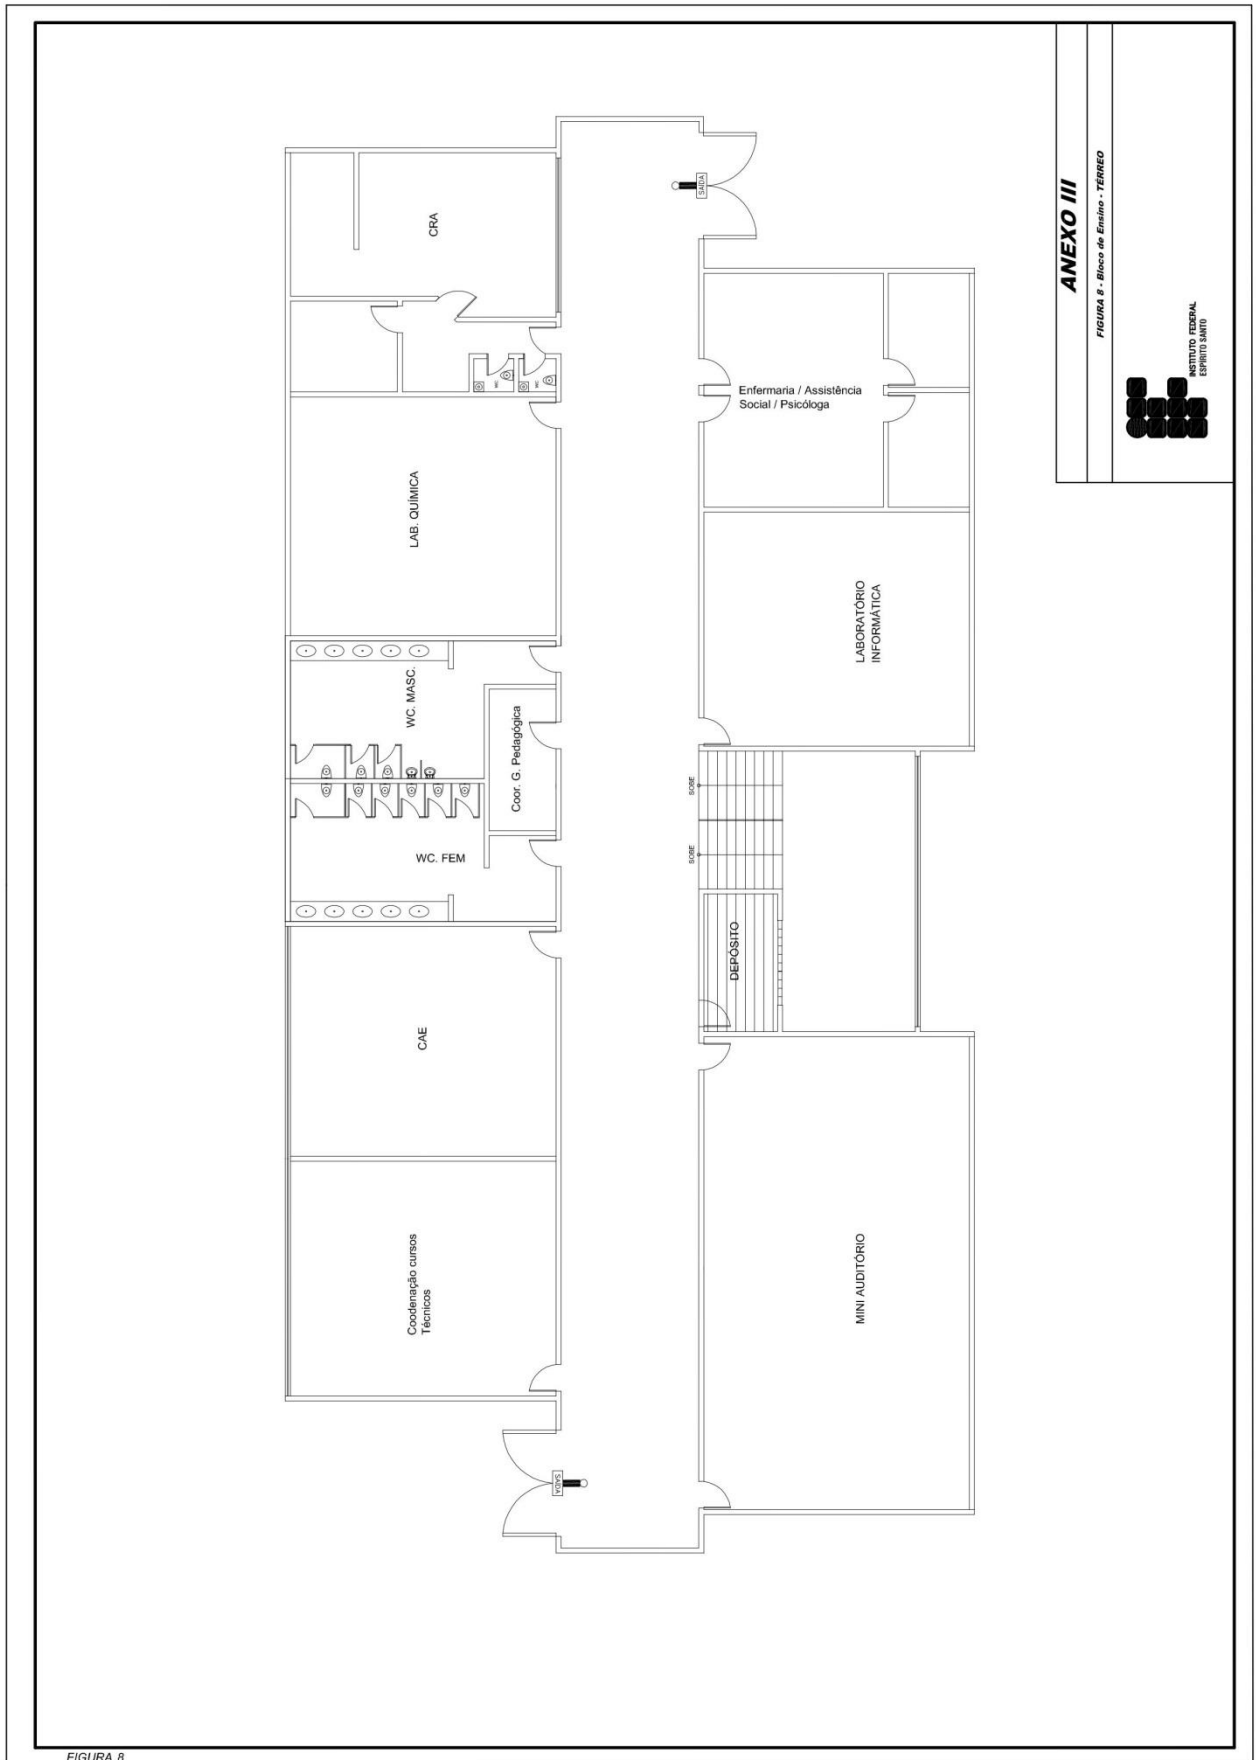 ANEXO III
FIGURA 8 - Bloco de Ensino - TÉRREO
INSTITUTO FEDERAL
ESPÍRITO SANTO
SAÍDA
CRA
WC
WC
Enfermaria / Assistência
Social / Psicóloga
LAB. QUÍMICA
LABORATÓRIO
INFORMÁTICA
WC. MASC.
Coor. G. Pedagógica
SOBE
SOBE
WC. FEM
DEPÓSITO
CAE
Coodenação cursos
Técnicos
MINI AUDITÓRIO
SAÍDA
FIGURA 8